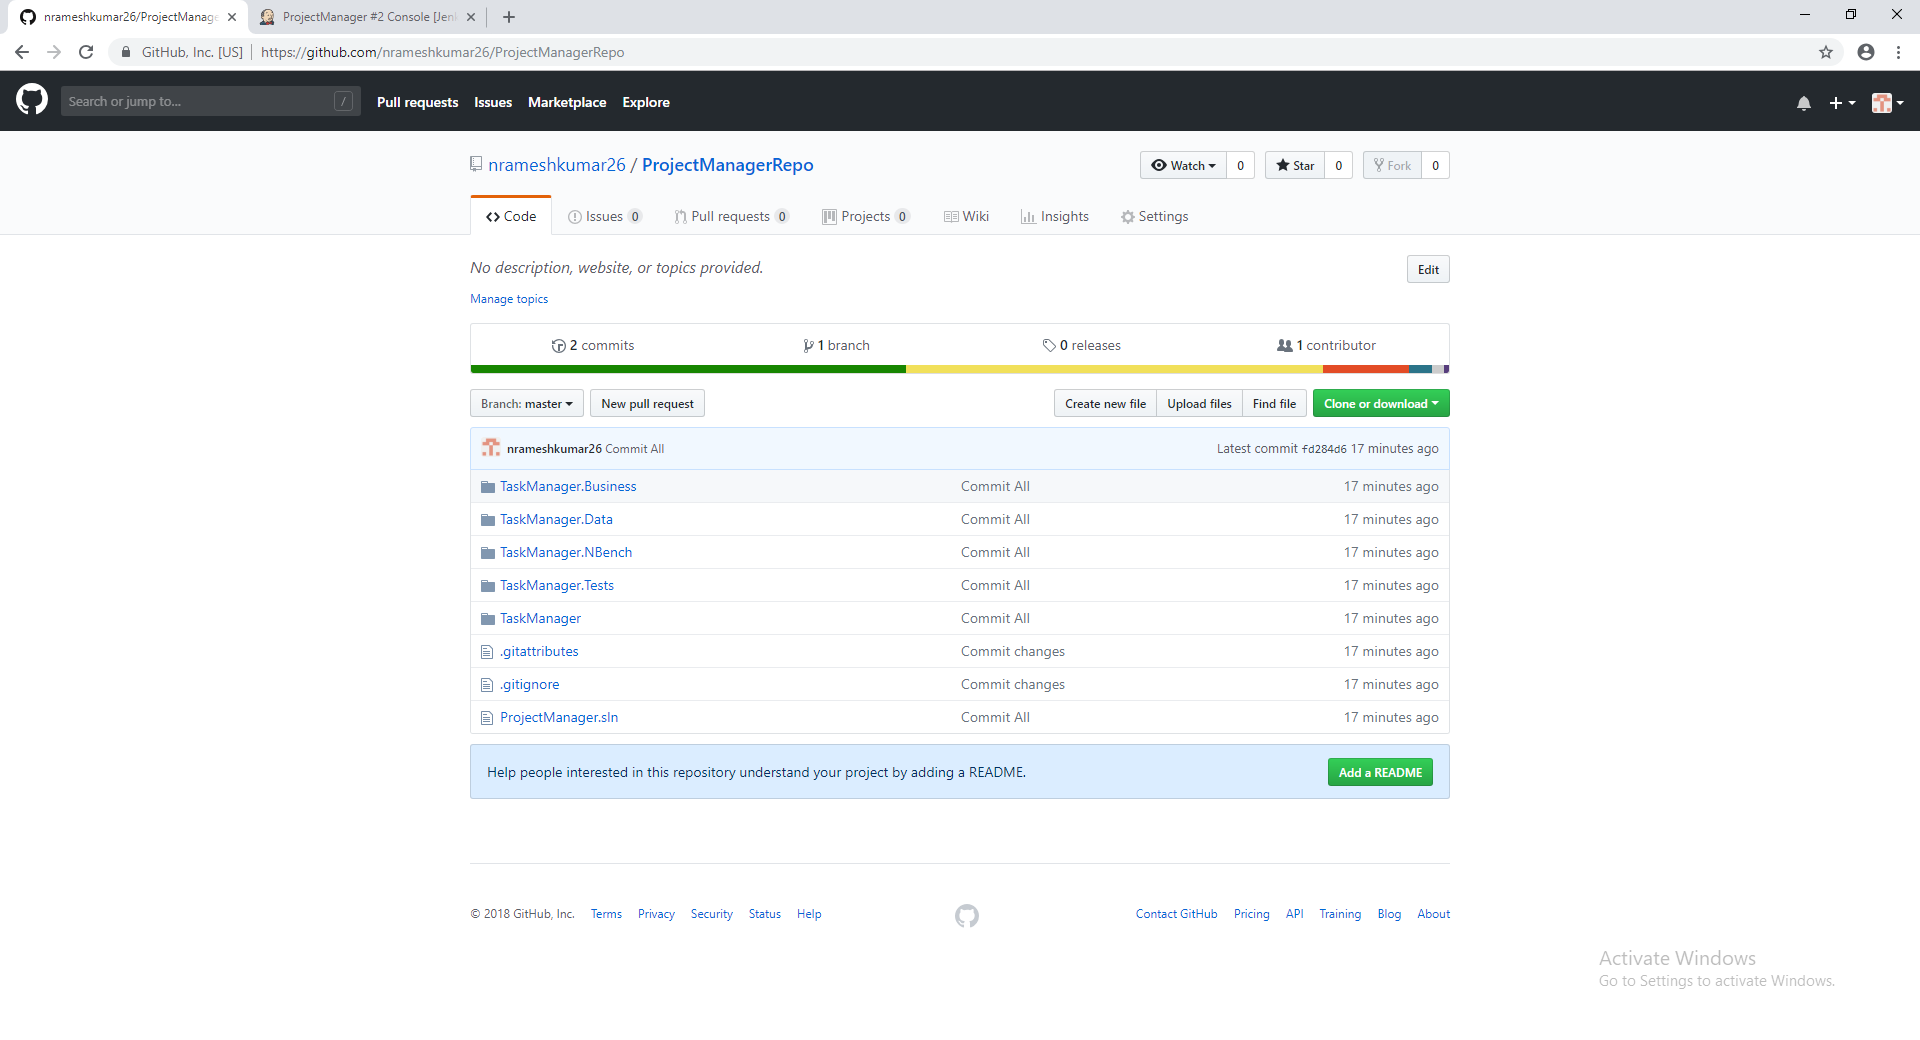 nrameshkumar26/ProjectManage
ProjectManager #2 Console [Jenk
GitHub, Inc. [US] https://github.com/nrameshkumar26/ProjectManagerRepo
Search or jump to... / Pull requests Issues Marketplace Explore
nrameshkumar26 / ProjectManagerRepo Watch 0 Star 0 Fork 0
Code Issues 0 Pull requests 0 Projects 0 Wiki Insights Settings
No description, website, or topics provided. Edit
Manage topics
2 commits 1 branch 0 releases 1 contributor
Branch: master New pull request Create new file Upload files Find file Clone or download
nrameshkumar26 Commit All Latest commit fd284d6 17 minutes ago
TaskManager.Business Commit All 17 minutes ago
TaskManager.Data Commit All 17 minutes ago
TaskManager.NBench Commit All 17 minutes ago
TaskManager.Tests Commit All 17 minutes ago
TaskManager Commit All 17 minutes ago
.gitattributes Commit changes 17 minutes ago
.gitignore Commit changes 17 minutes ago
ProjectManager.sln Commit All 17 minutes ago
Help people interested in this repository understand your project by adding a README. Add a README
© 2018 GitHub, Inc. Terms Privacy Security Status Help Contact GitHub Pricing API Training Blog About
Activate Windows
Go to Settings to activate Windows.